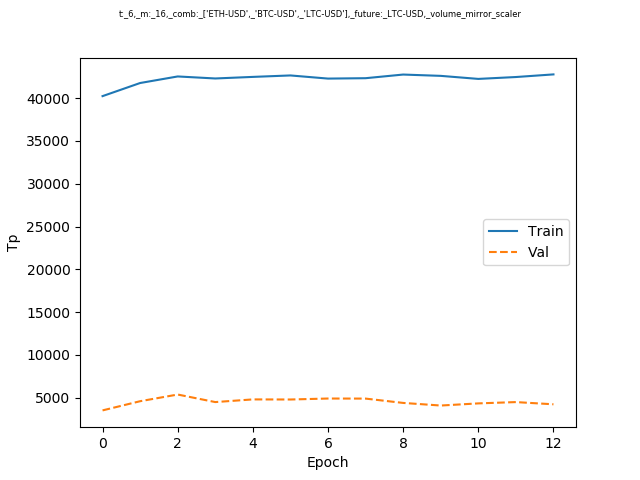 t:_6,_m:_16,_comb:_['ETH-USD',_'BTC-USD',_'LTC-USD'],_future:_LTC-USD,_volume_mirror_scaler
40000
35000
30000
25000
20000
15000
10000
5000
Tp
Train
Val
0 2 4 6 8 10 12
Epoch